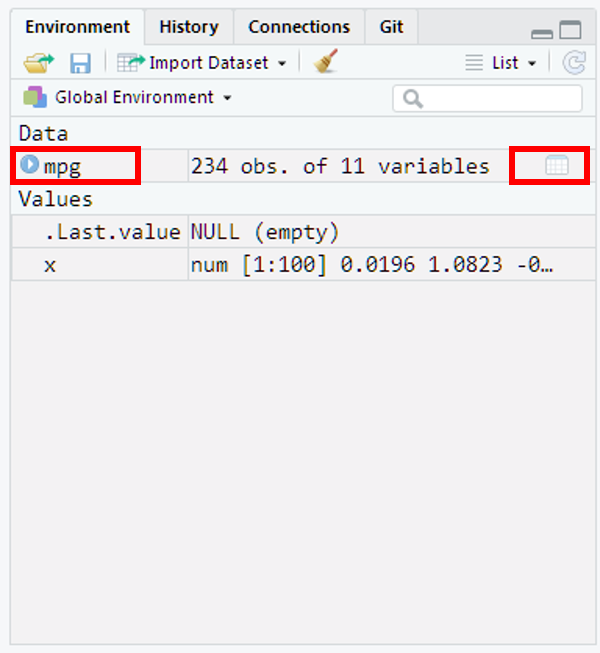 Environment History Connections Git
Import Dataset List
Global Environment
Data
mpg 234 obs. of 11 variables
Values
.Last.value NULL (empty)
x num [1:100] 0.0196 1.0823 -0…